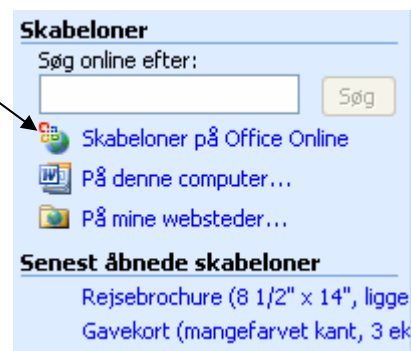 Skabeloner
Søg online efter:
Søg
Skabeloner på Office Online
På denne computer...
På mine websteder...
Senest åbnede skabeloner
Rejsebrochure (8 1/2" x 14", ligge
Gavekort (mangefarvet kant, 3 ek